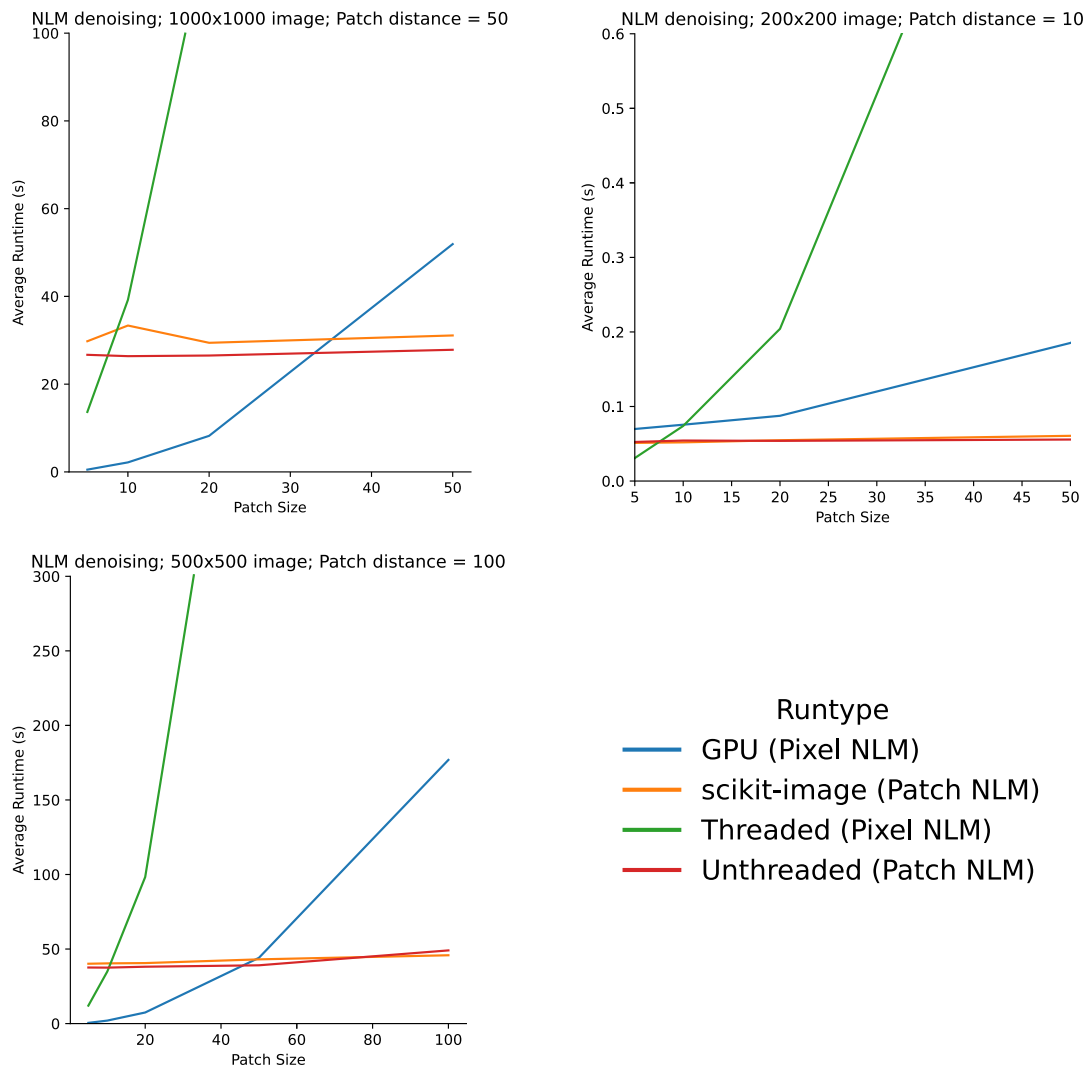 NLM denoising; 1000x1000 image; Patch distance = 50
100
80
60
40
20
0
Average Runtime (s)
10 20 30 40 50
Patch Size
NLM denoising; 200x200 image; Patch distance = 10
0.6
0.5
0.4
0.3
0.2
0.1
0.0
Average Runtime (s)
5 10 15 20 25 30 35 40 45 50
Patch Size
NLM denoising; 500x500 image; Patch distance = 100
300
250
200
150
100
50
0
Average Runtime (s)
20 40 60 80 100
Patch Size
Runtype
GPU (Pixel NLM)
scikit-image (Patch NLM)
Threaded (Pixel NLM)
Unthreaded (Patch NLM)